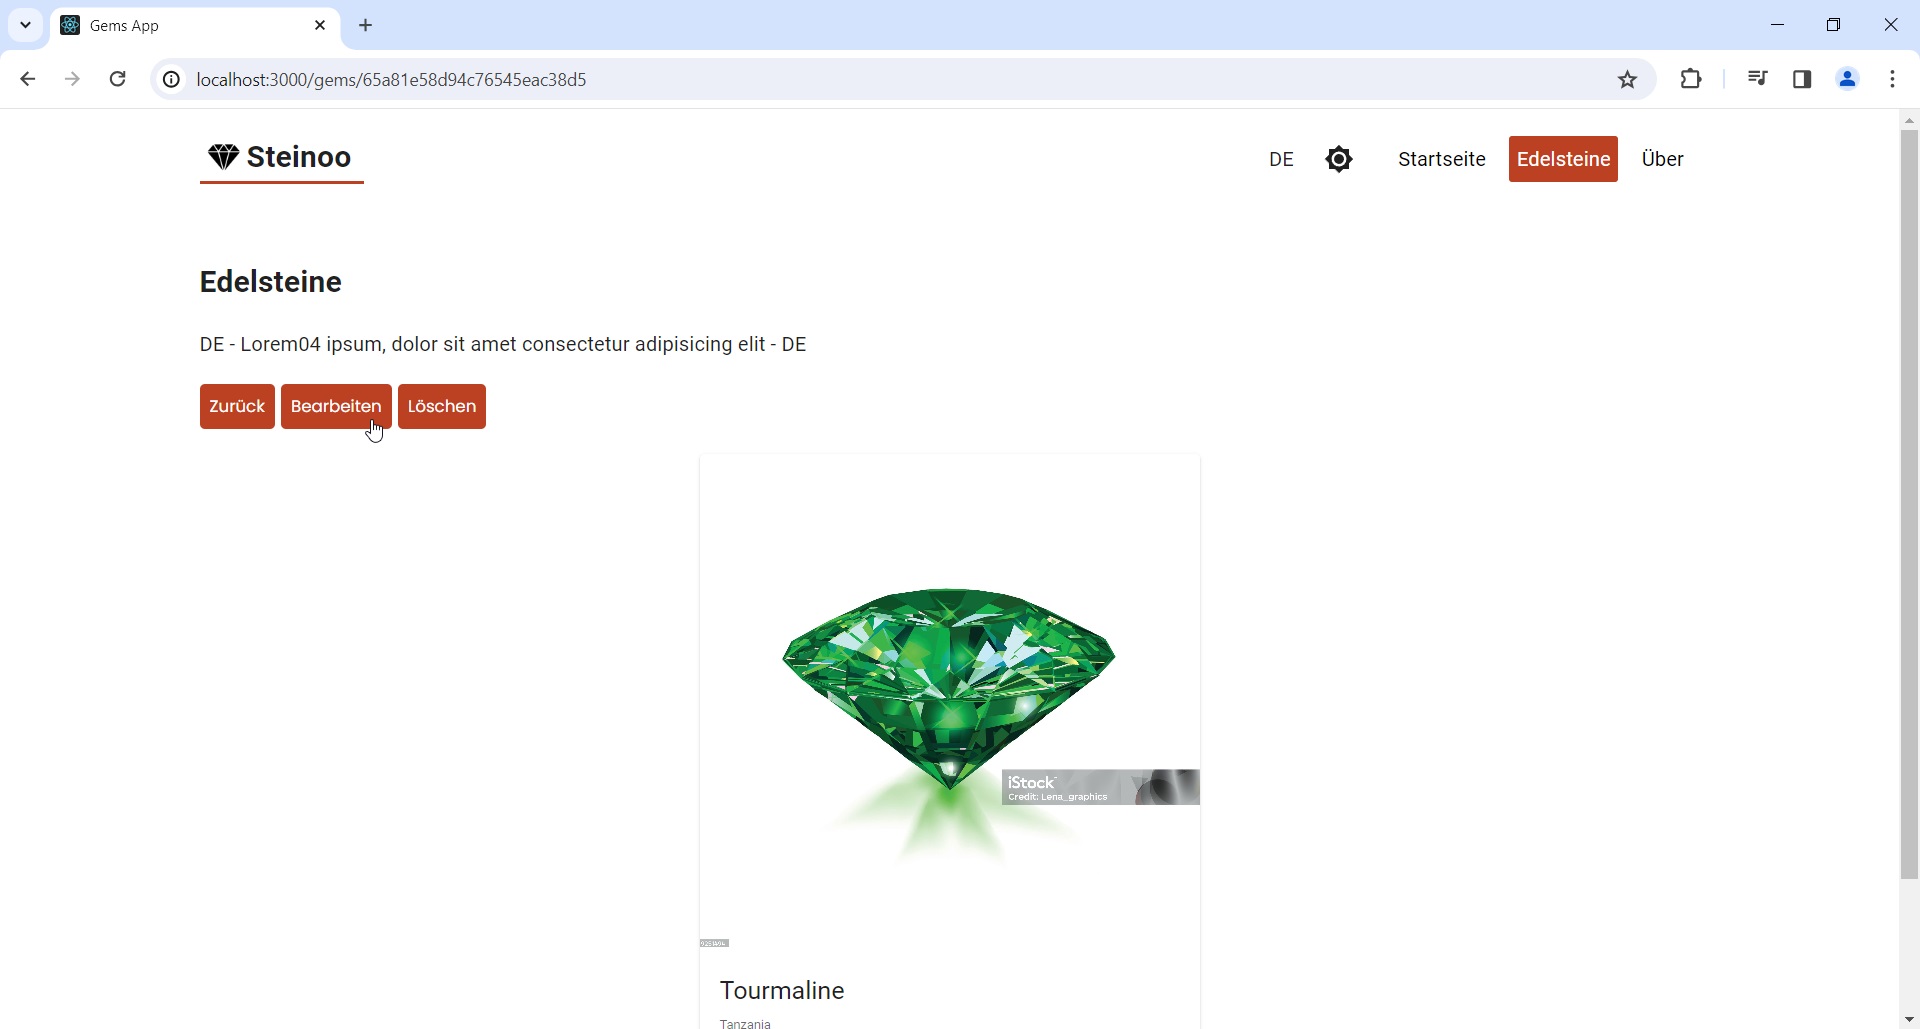 Gems App
localhost:3000/gems/65a81e58d94c76545eac38d5
Steinoo
DE
Startseite
Edelsteine
Über
Edelsteine
DE - Lorem04 ipsum, dolor sit amet consectetur adipisicing elit - DE
Zurück
Bearbeiten
Löschen
iStock
Credit: Lena_graphics
Tourmaline
Tanzania